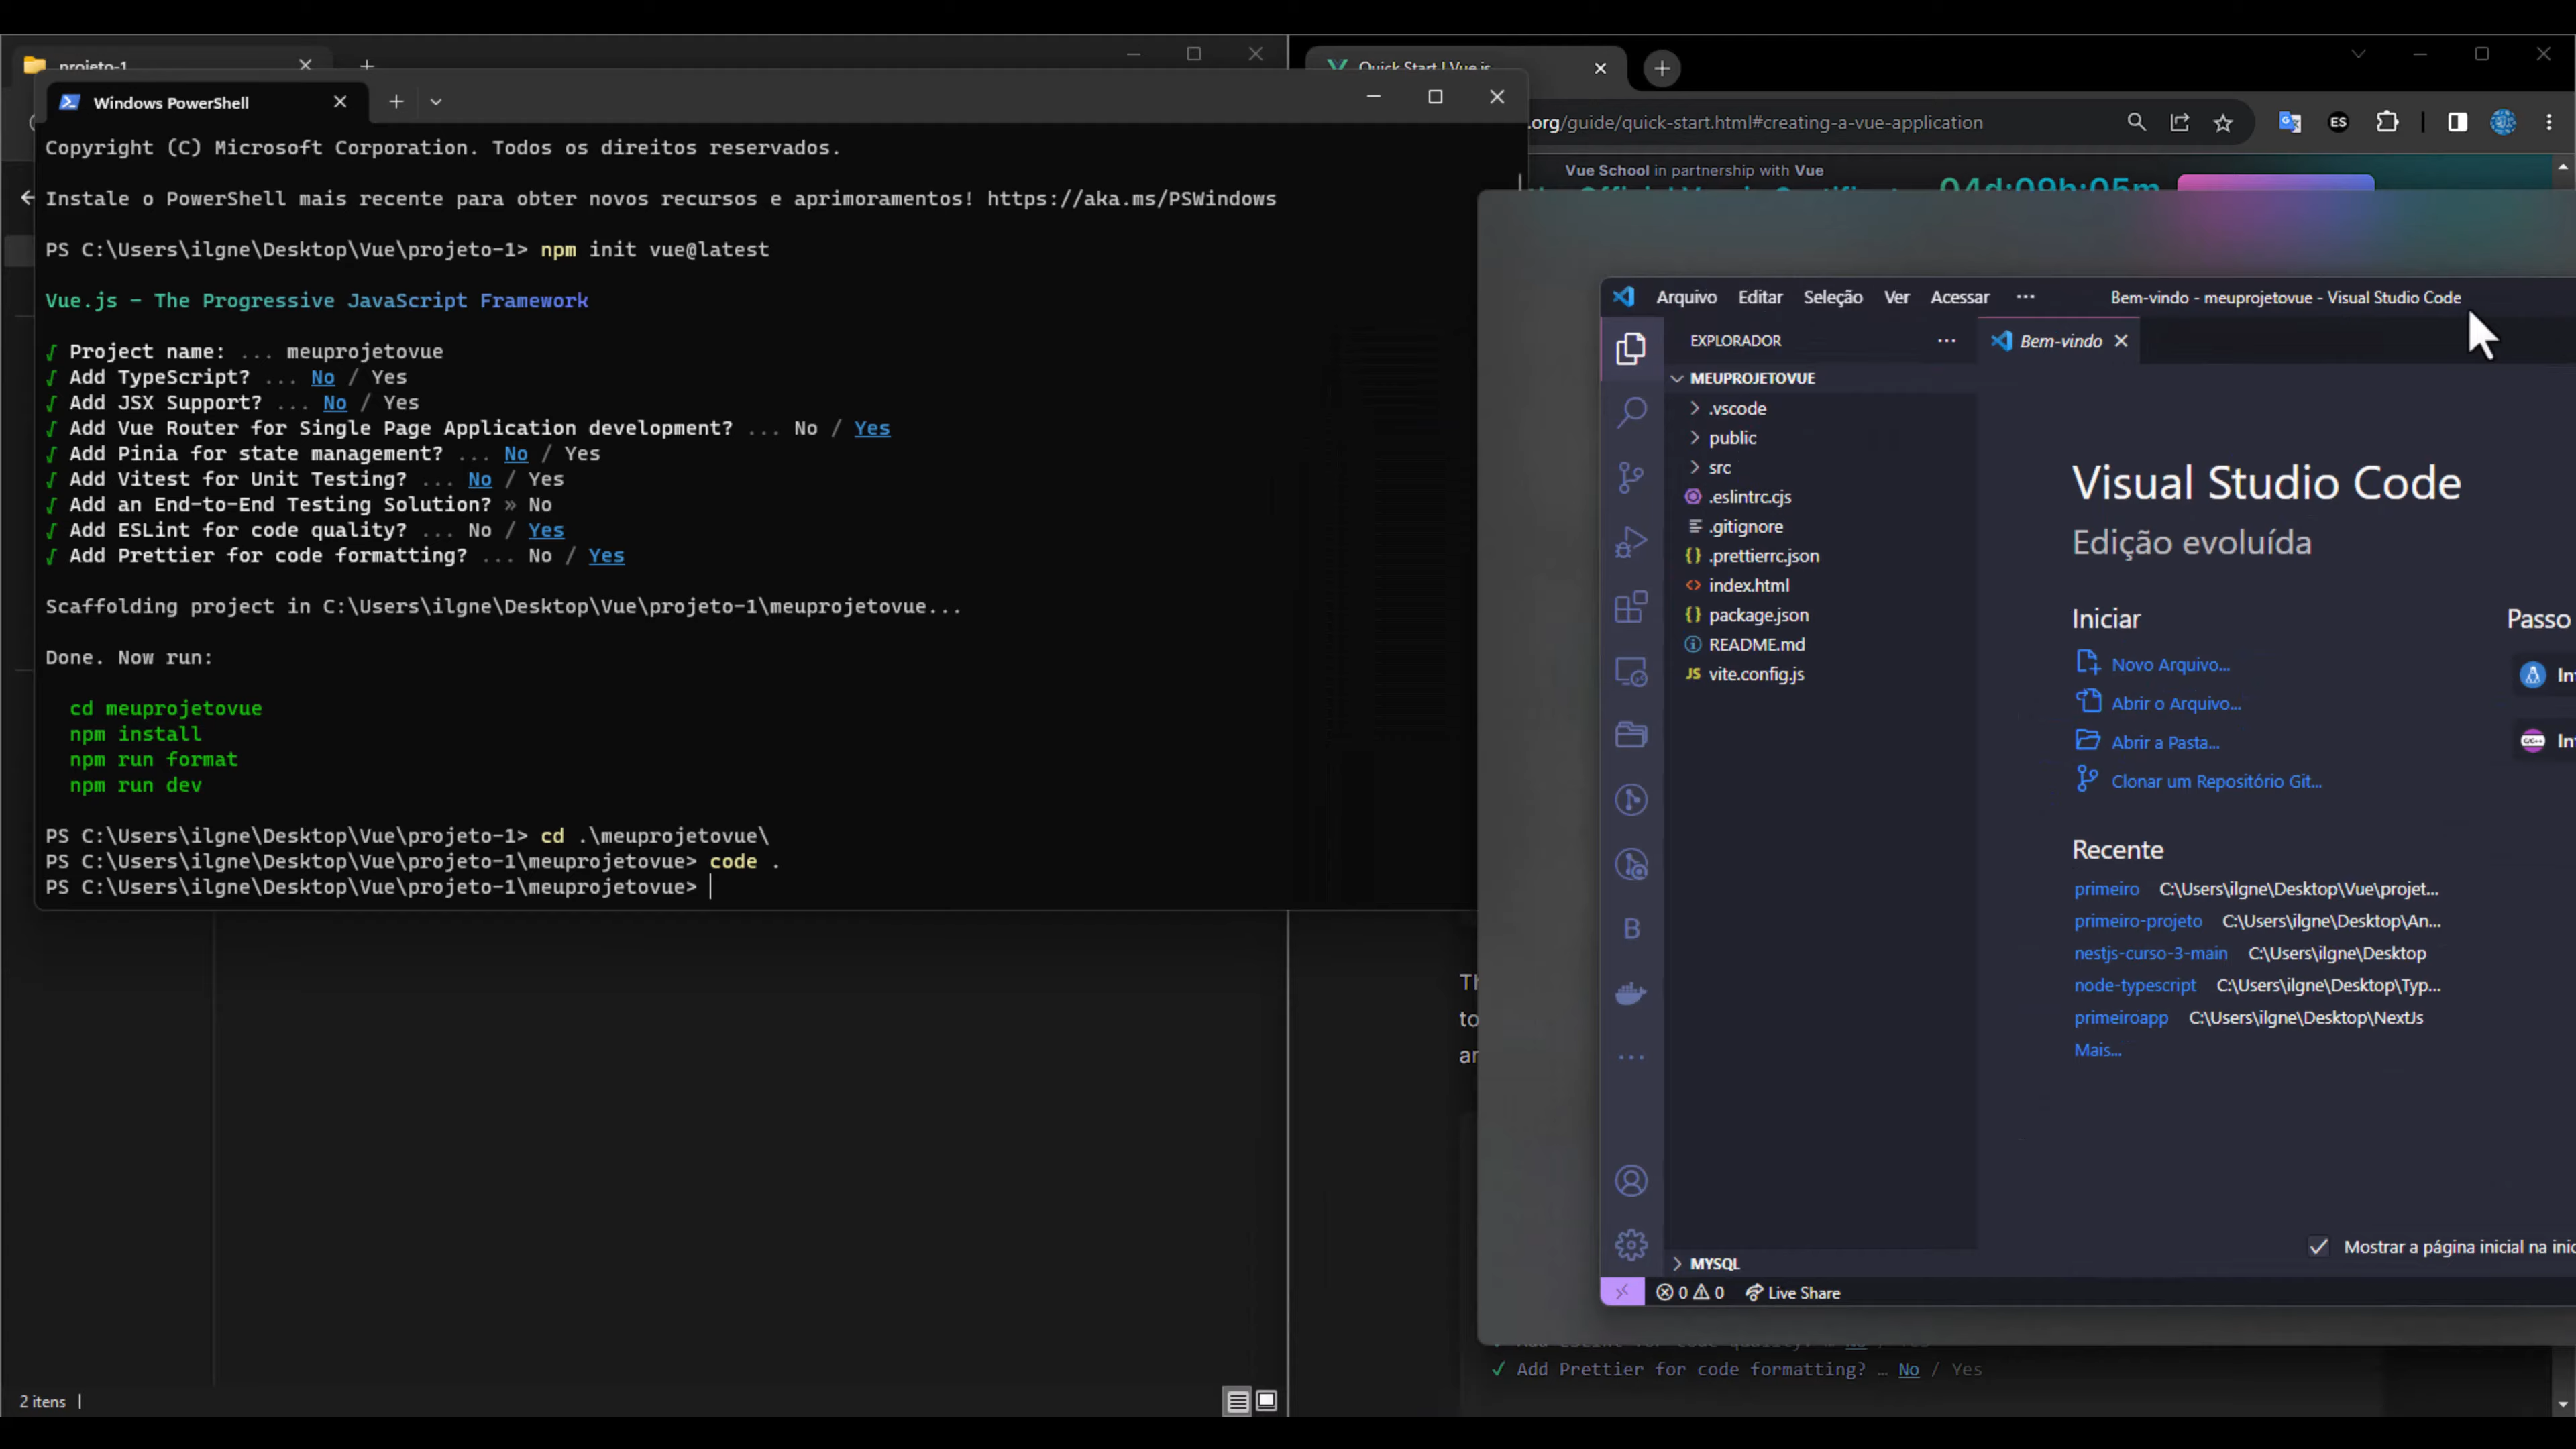 projeto-1
Windows PowerShell
Copyright (C) Microsoft Corporation. Todos os direitos reservados.
Instale o PowerShell mais recente para obter novos recursos e aprimoramentos! https://aka.ms/PSWindows
PS C:\Users\ilgne\Desktop\Vue\projeto-1> npm init vue@latest
Vue.js - The Progressive JavaScript Framework
√ Project name: ... meuprojetovue
√ Add TypeScript? ... No / Yes
√ Add JSX Support? ... No / Yes
√ Add Vue Router for Single Page Application development? ... No / Yes
√ Add Pinia for state management? ... No / Yes
√ Add Vitest for Unit Testing? ... No / Yes
√ Add an End-to-End Testing Solution? » No
√ Add ESLint for code quality? ... No / Yes
√ Add Prettier for code formatting? ... No / Yes
Scaffolding project in C:\Users\ilgne\Desktop\Vue\projeto-1\meuprojetovue...
Done. Now run:
cd meuprojetovue
npm install
npm run format
npm run dev
PS C:\Users\ilgne\Desktop\Vue\projeto-1> cd .\meuprojetovue\
PS C:\Users\ilgne\Desktop\Vue\projeto-1\meuprojetovue> code .
PS C:\Users\ilgne\Desktop\Vue\projeto-1\meuprojetovue>
2 itens
Quick Start | Vue.js
.org/guide/quick-start.html#creating-a-vue-application
ES
Vue School in partnership with Vue
04d:09h:05m
Arquivo Editar Seleção Ver Acessar ···
Bem-vindo - meuprojetovue - Visual Studio Code
EXPLORADOR ···
Bem-vindo
MEUPROJETOVUE
.vscode
public
src
.eslintrc.cjs
.gitignore
{} .prettierrc.json
<> index.html
{} package.json
README.md
JS vite.config.js
MYSQL
Visual Studio Code
Edição evoluída
Iniciar
Novo Arquivo...
Abrir o Arquivo...
Abrir a Pasta...
Clonar um Repositório Git...
Passo
Recente
primeiro C:\Users\ilgne\Desktop\Vue\projet...
primeiro-projeto C:\Users\ilgne\Desktop\An...
nestjs-curso-3-main C:\Users\ilgne\Desktop
node-typescript C:\Users\ilgne\Desktop\Typ...
primeiroapp C:\Users\ilgne\Desktop\NextJs
Mais...
Mostrar a página inicial na
0 0 Live Share
✓ Add Prettier for code formatting? … No / Yes